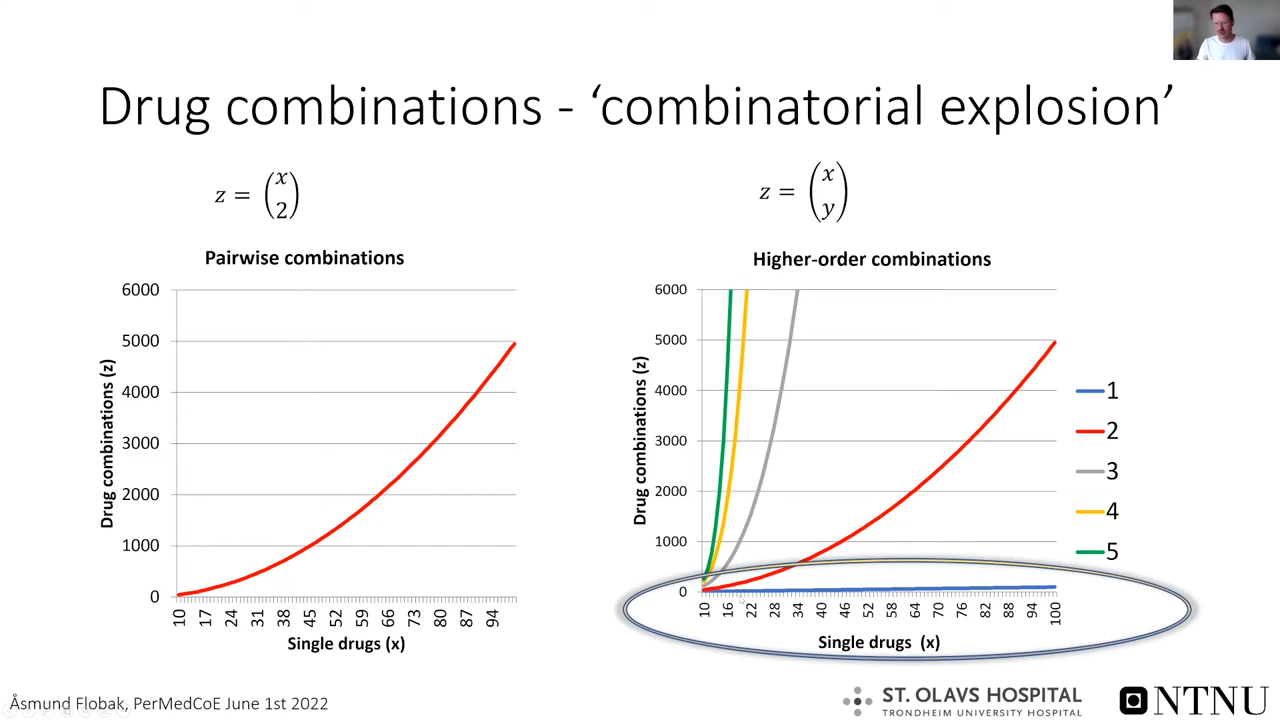 Drug combinations - ‘combinatorial explosion’
z = (x 2)
z = (x y)
Pairwise combinations
6000
5000
4000
3000
2000
1000
0
Drug combinations (z)
10 17 24 31 38 45 52 59 66 73 80 87 94
Single drugs (x)
Higher-order combinations
6000
5000
4000
3000
2000
1000
0
Drug combinations (z)
10 16 22 28 34 40 46 52 58 64 70 76 82 88 94 100
Single drugs (x)
1
2
3
4
5
Åsmund Flobak, PerMedCoE June 1st 2022
ST. OLAVS HOSPITAL
TRONDHEIM UNIVERSITY HOSPITAL
NTNU